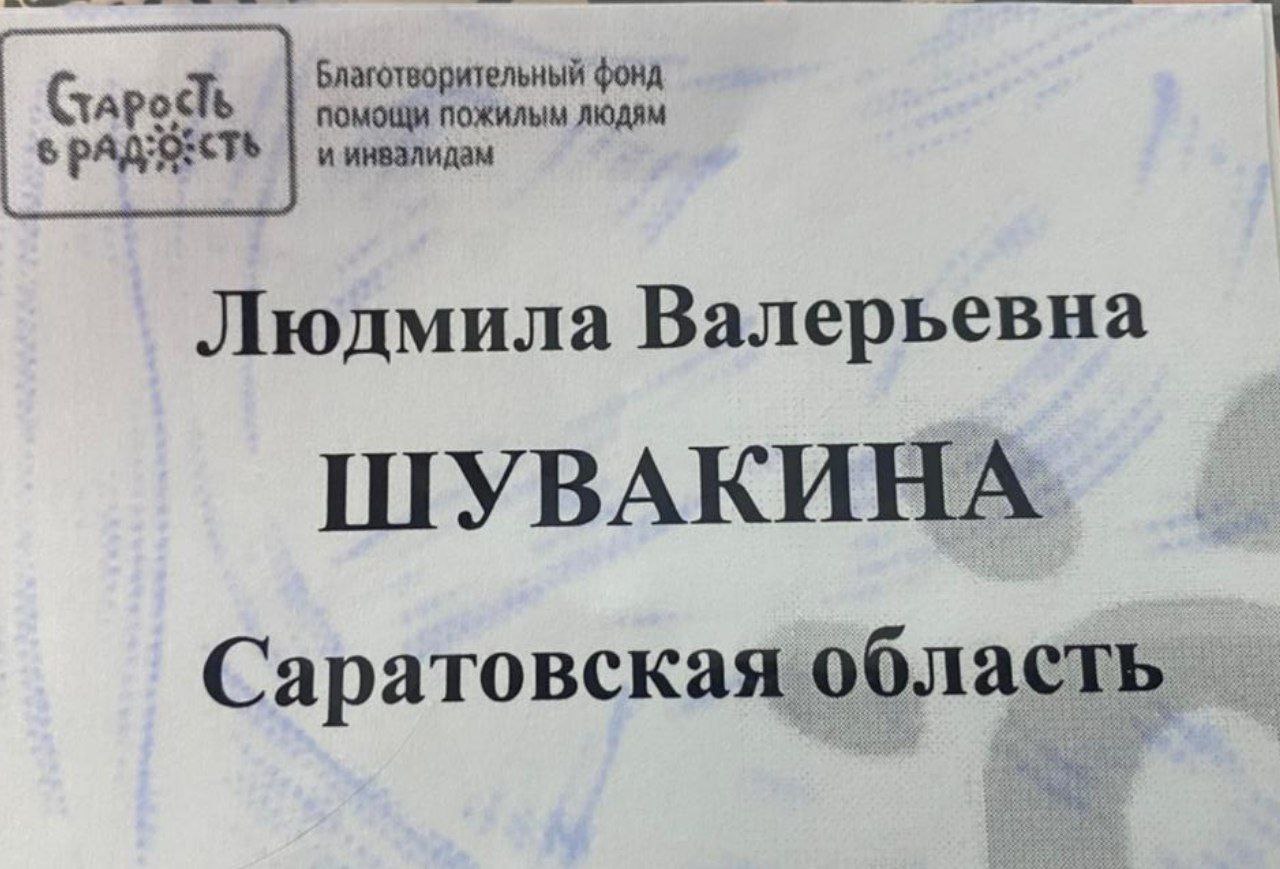 Старость
в радость
Благотворительный фонд
помощи пожилым людям
и инвалидам
Людмила Валерьевна
ШУВАКИНА
Саратовская область